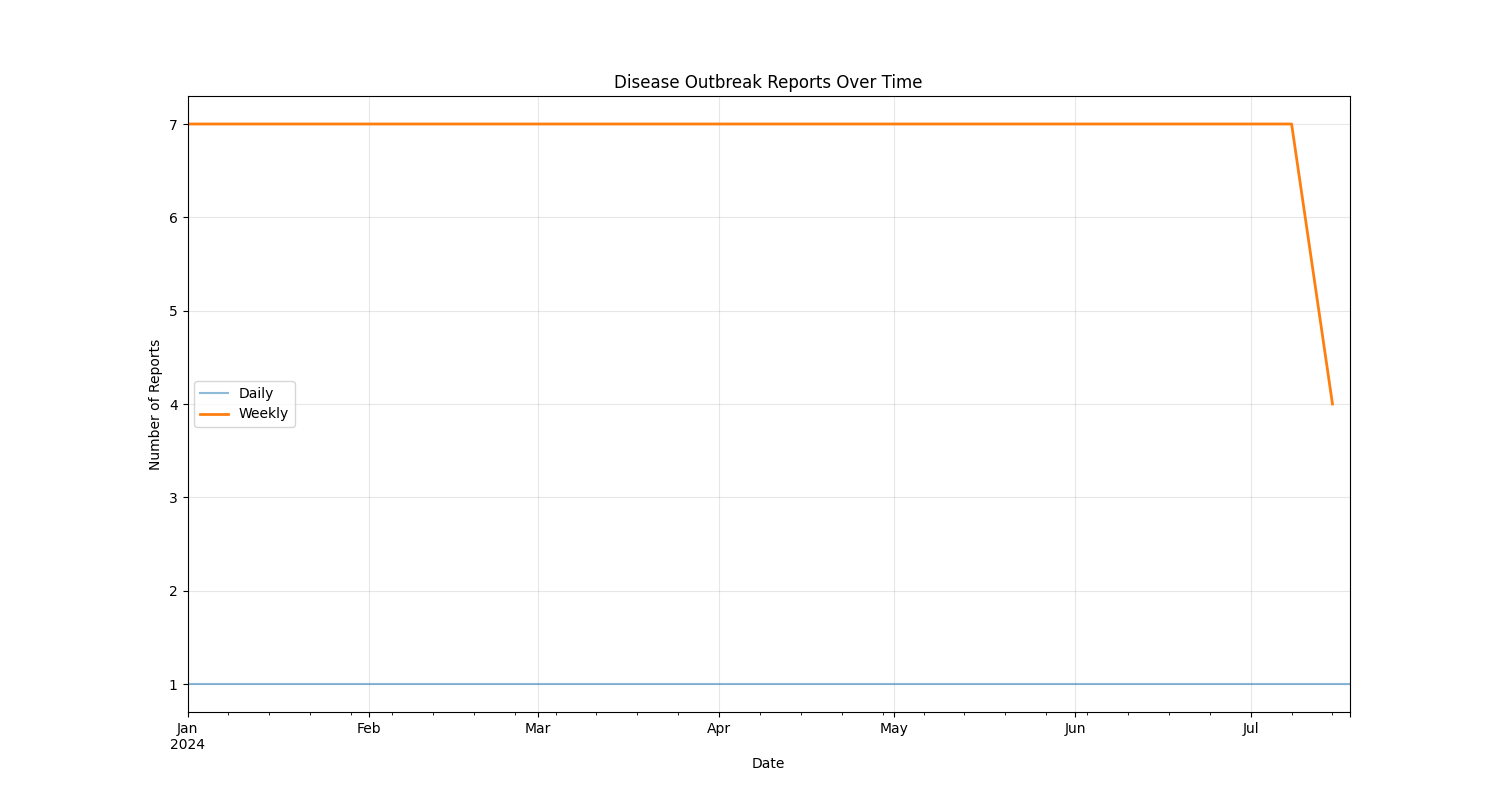 Disease Outbreak Reports Over Time
7
6
5
4
3
2
1
Number of Reports
Daily
Weekly
Jan Feb Mar Apr May Jun Jul
2024
Date